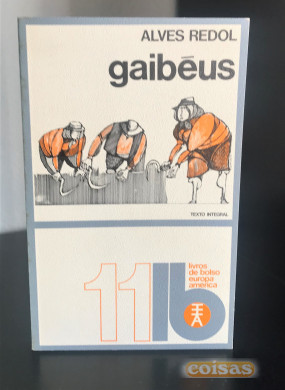 ALVES REDOL
gaibéus
TEXTO INTEGRAL
11 lb
livros
de bolso
europa
américa
coisas